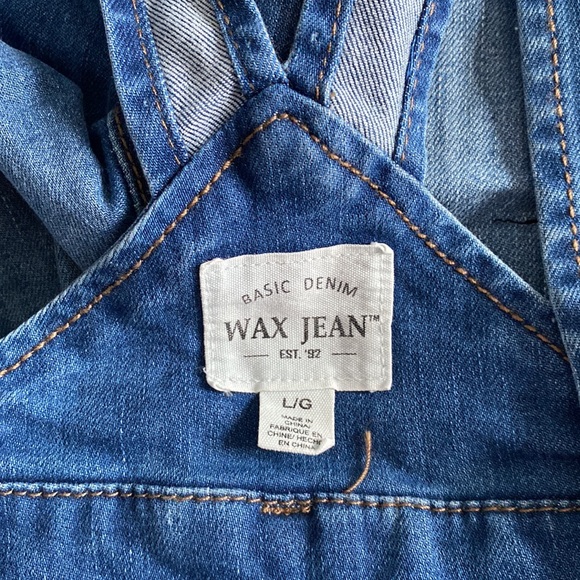 BASIC DENIM
WAX JEAN™
EST. '92
L/G
MADE IN
CHINA/
FABRIQUÉ EN
CHINE/ HECHO
EN CHINA